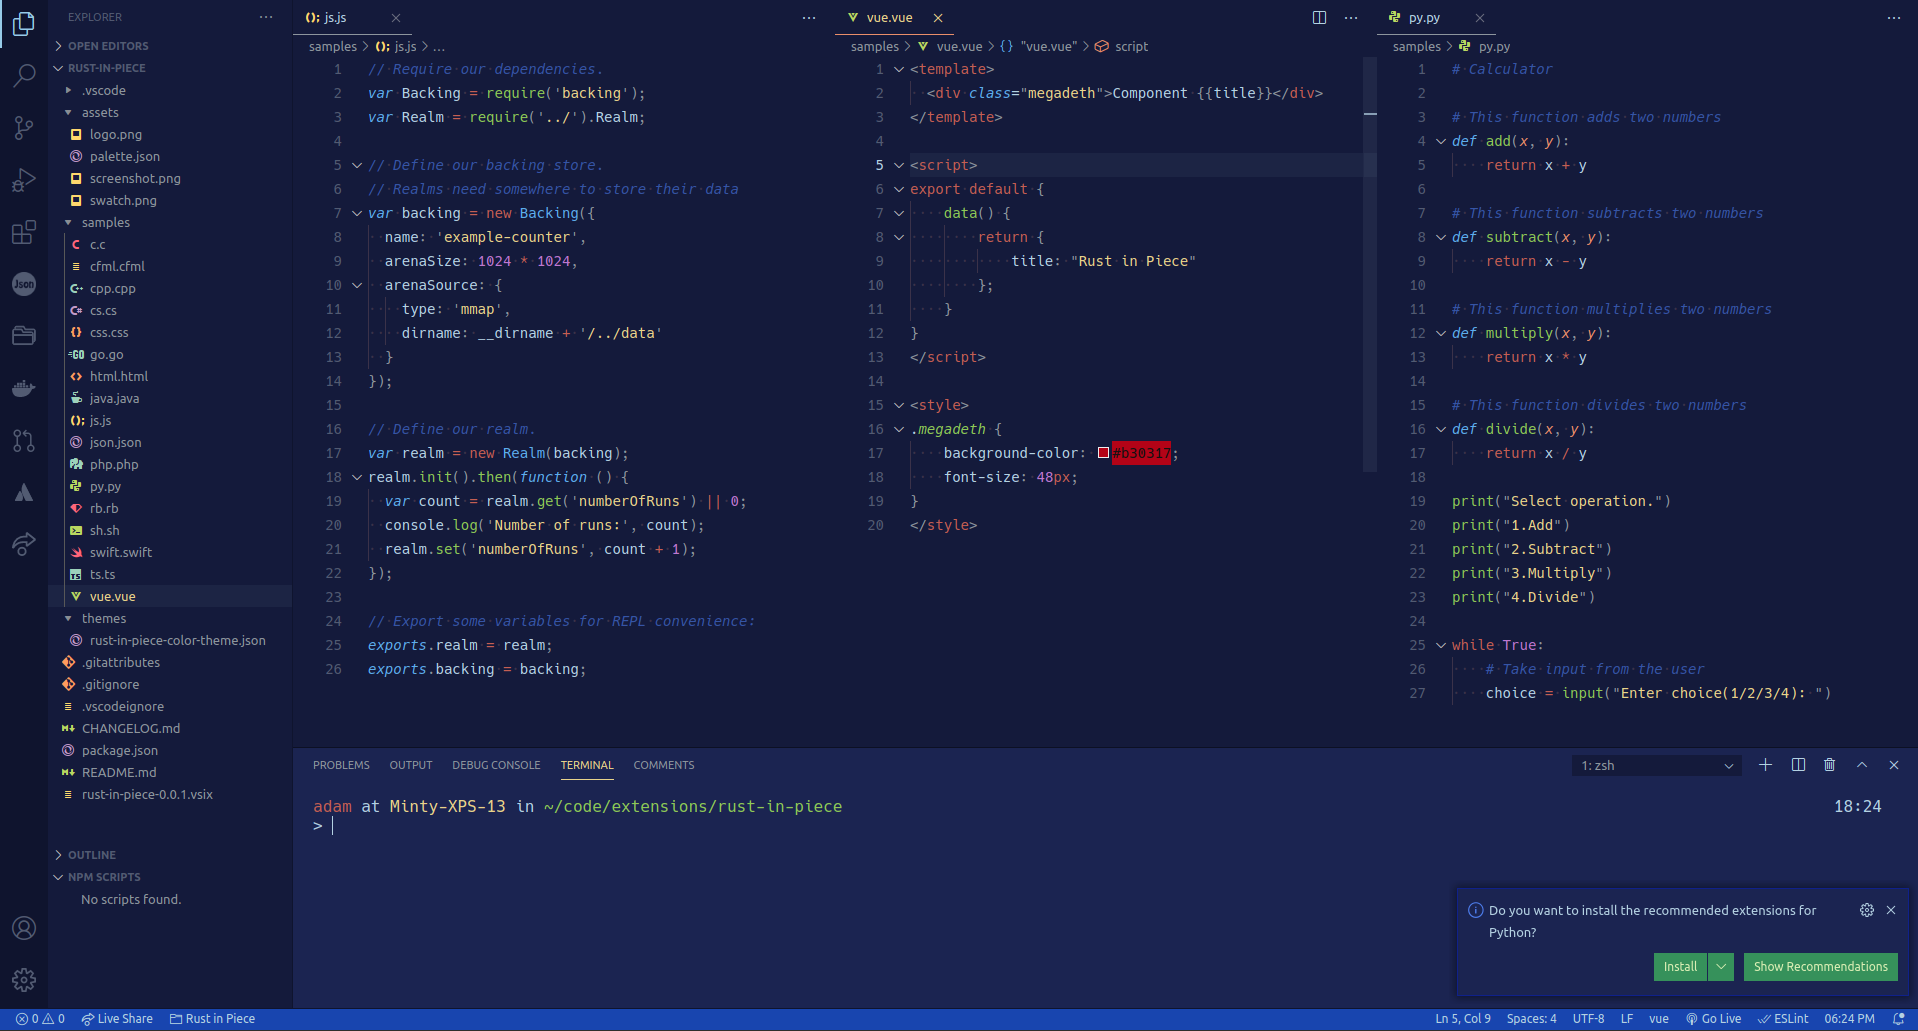 EXPLORER
OPEN EDITORS
RUST-IN-PIECE
.vscode
assets
logo.png
palette.json
screenshot.png
swatch.png
samples
c.c
cfml.cfml
cpp.cpp
cs.cs
css.css
go.go
html.html
java.java
js.js
json.json
php.php
py.py
rb.rb
sh.sh
swift.swift
ts.ts
vue.vue
themes
rust-in-piece-color-theme.json
.gitattributes
.gitignore
.vscodeignore
CHANGELOG.md
package.json
README.md
rust-in-piece-0.0.1.vsix
OUTLINE
NPM SCRIPTS
No scripts found.
js.js
samples > js.js > ...
1 // Require our dependencies.
2 var Backing = require('backing');
3 var Realm = require('../').Realm;
4
5 // Define our backing store.
6 // Realms need somewhere to store their data
7 var backing = new Backing({
8 name: 'example-counter',
9 arenaSize: 1024 * 1024,
10 arenaSource: {
11 type: 'mmap',
12 dirname: __dirname + '/../data'
13 }
14 });
15
16 // Define our realm.
17 var realm = new Realm(backing);
18 realm.init().then(function () {
19 var count = realm.get('numberOfRuns') || 0;
20 console.log('Number of runs:', count);
21 realm.set('numberOfRuns', count + 1);
22 });
23
24 // Export some variables for REPL convenience:
25 exports.realm = realm;
26 exports.backing = backing;
vue.vue
samples > vue.vue > {} "vue.vue" > script
1 <template>
2 <div class="megadeth">Component {{title}}</div>
3 </template>
4
5 <script>
6 export default {
7 data() {
8 return {
9 title: "Rust in Piece"
10 };
11 }
12 }
13 </script>
14
15 <style>
16 .megadeth {
17 background-color: #b30317;
18 font-size: 48px;
19 }
20 </style>
py.py
samples > py.py
1 # Calculator
2
3 # This function adds two numbers
4 def add(x, y):
5 return x + y
6
7 # This function subtracts two numbers
8 def subtract(x, y):
9 return x - y
10
11 # This function multiplies two numbers
12 def multiply(x, y):
13 return x * y
14
15 # This function divides two numbers
16 def divide(x, y):
17 return x / y
18
19 print("Select operation.")
20 print("1.Add")
21 print("2.Subtract")
22 print("3.Multiply")
23 print("4.Divide")
24
25 while True:
26 # Take input from the user
27 choice = input("Enter choice(1/2/3/4): ")
PROBLEMS OUTPUT DEBUG CONSOLE TERMINAL COMMENTS 1: zsh
adam at Minty-XPS-13 in ~/code/extensions/rust-in-piece 18:24
>
Do you want to install the recommended extensions for
Python?
Install Show Recommendations
0 0 Live Share Rust in Piece Ln 5, Col 9 Spaces: 4 UTF-8 LF vue Go Live ESLint 06:24 PM
Json